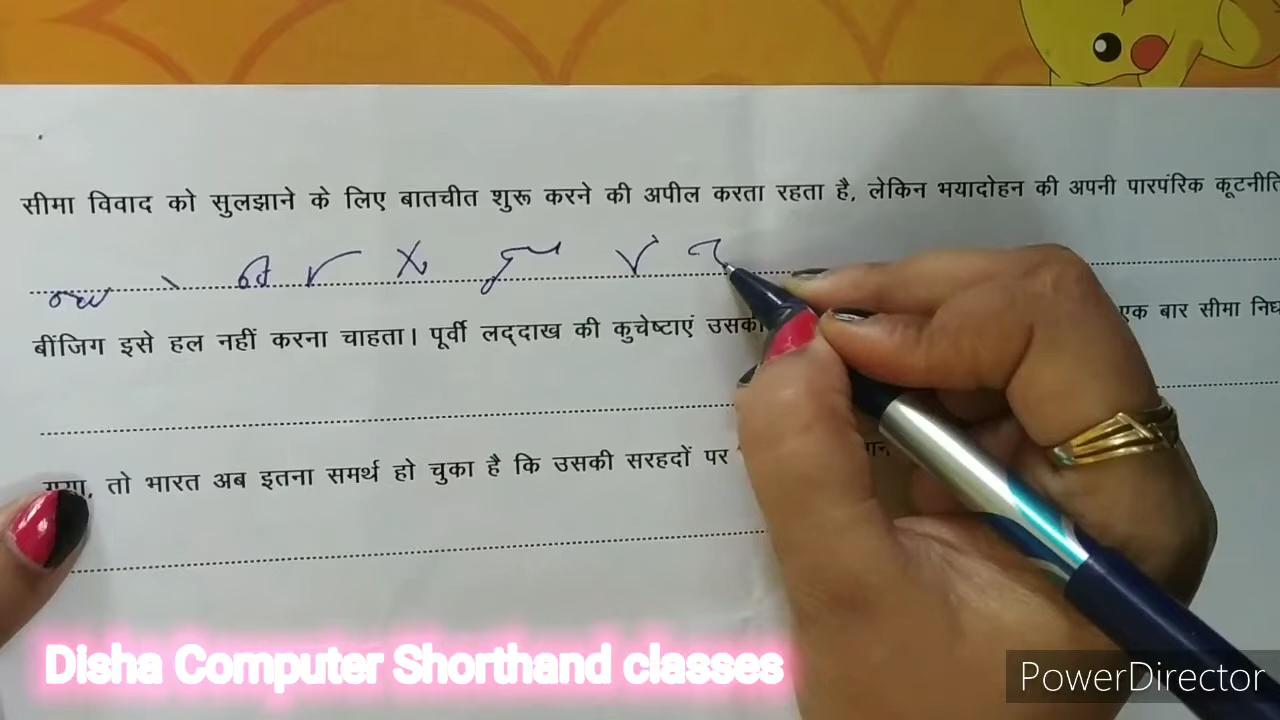 सीमा विवाद को सुलझाने के लिए बातचीत शुरू करने की अपील करता रहता है, लेकिन भयादोहन की अपनी पारपंरिक कूटनीति
बींजिग इसे हल नहीं करना चाहता। पूर्वी लद्दाख की कुचेष्टाएं उसकी एक बार सीमा
गया, तो भारत अब इतना समर्थ हो चुका है कि उसकी सरहदों पर
Disha Computer Shorthand classes
PowerDirector